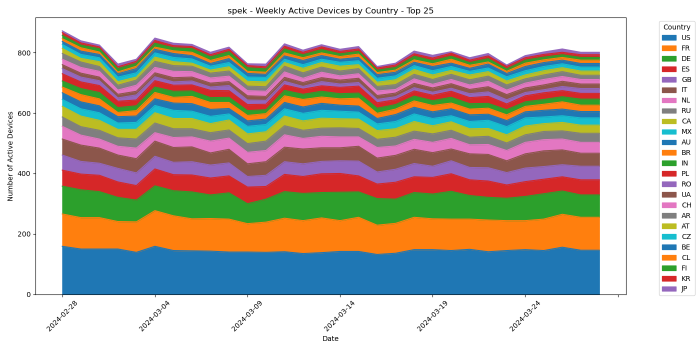 spek - Weekly Active Devices by Country - Top 25
Number of Active Devices
800
600
400
200
0
2024-02-28
2024-03-04
2024-03-09
2024-03-14
2024-03-19
2024-03-24
Date
Country
US
FR
DE
ES
GB
IT
NL
RU
CA
MX
AU
BR
IN
PL
RO
UA
CH
AR
AT
CZ
BE
CL
FI
KR
JP